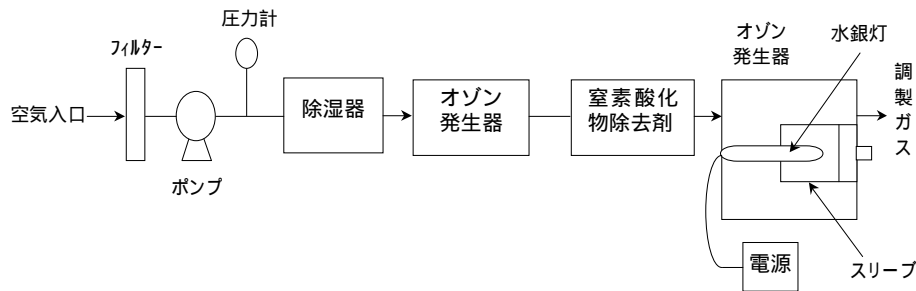 空気入口
フィルター
ポンプ
圧力計
除湿器
オゾン
発生器
窒素酸化
物除去剤
オゾン
発生器
水銀灯
調製ガス
スリーブ
電源